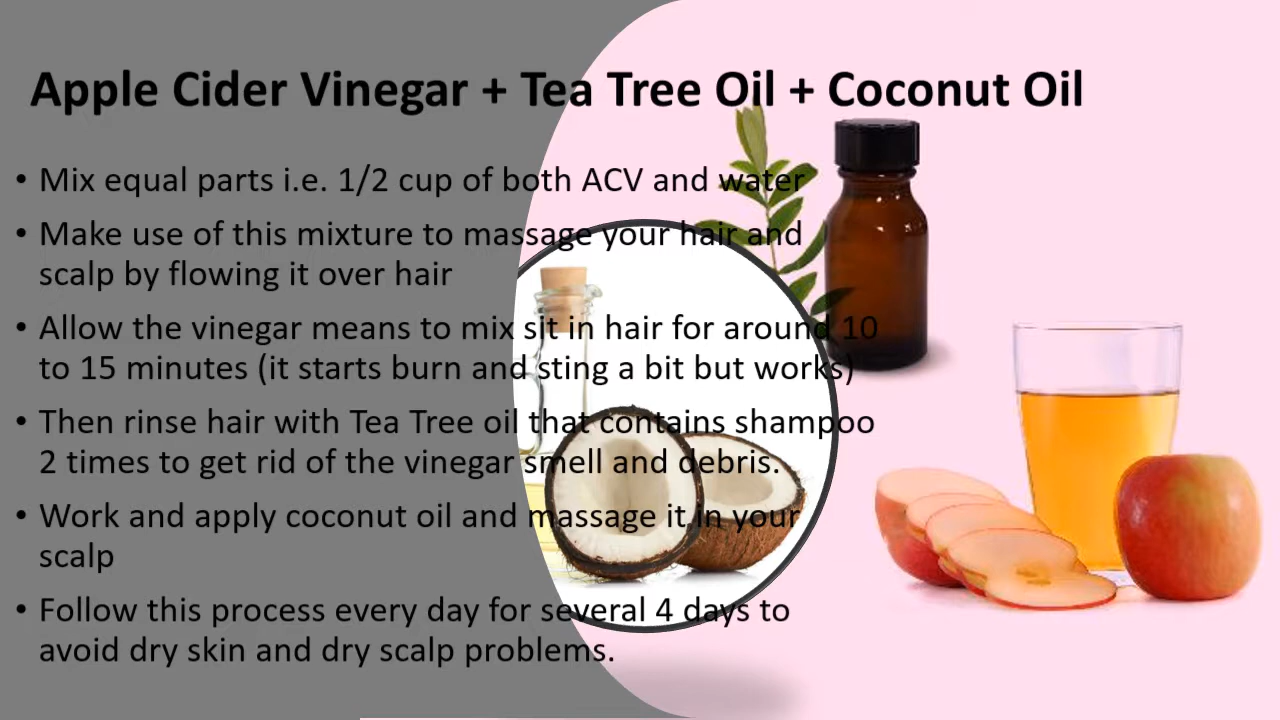 Apple Cider Vinegar + Tea Tree Oil + Coconut Oil
• Mix equal parts i.e. 1/2 cup of both ACV and water
• Make use of this mixture to massage your hair and
scalp by flowing it over hair
• Allow the vinegar means to mix sit in hair for around 10
to 15 minutes (it starts burn and sting a bit but works)
• Then rinse hair with Tea Tree oil that contains shampoo
2 times to get rid of the vinegar smell and debris.
• Work and apply coconut oil and massage it in your
scalp
• Follow this process every day for several 4 days to
avoid dry skin and dry scalp problems.